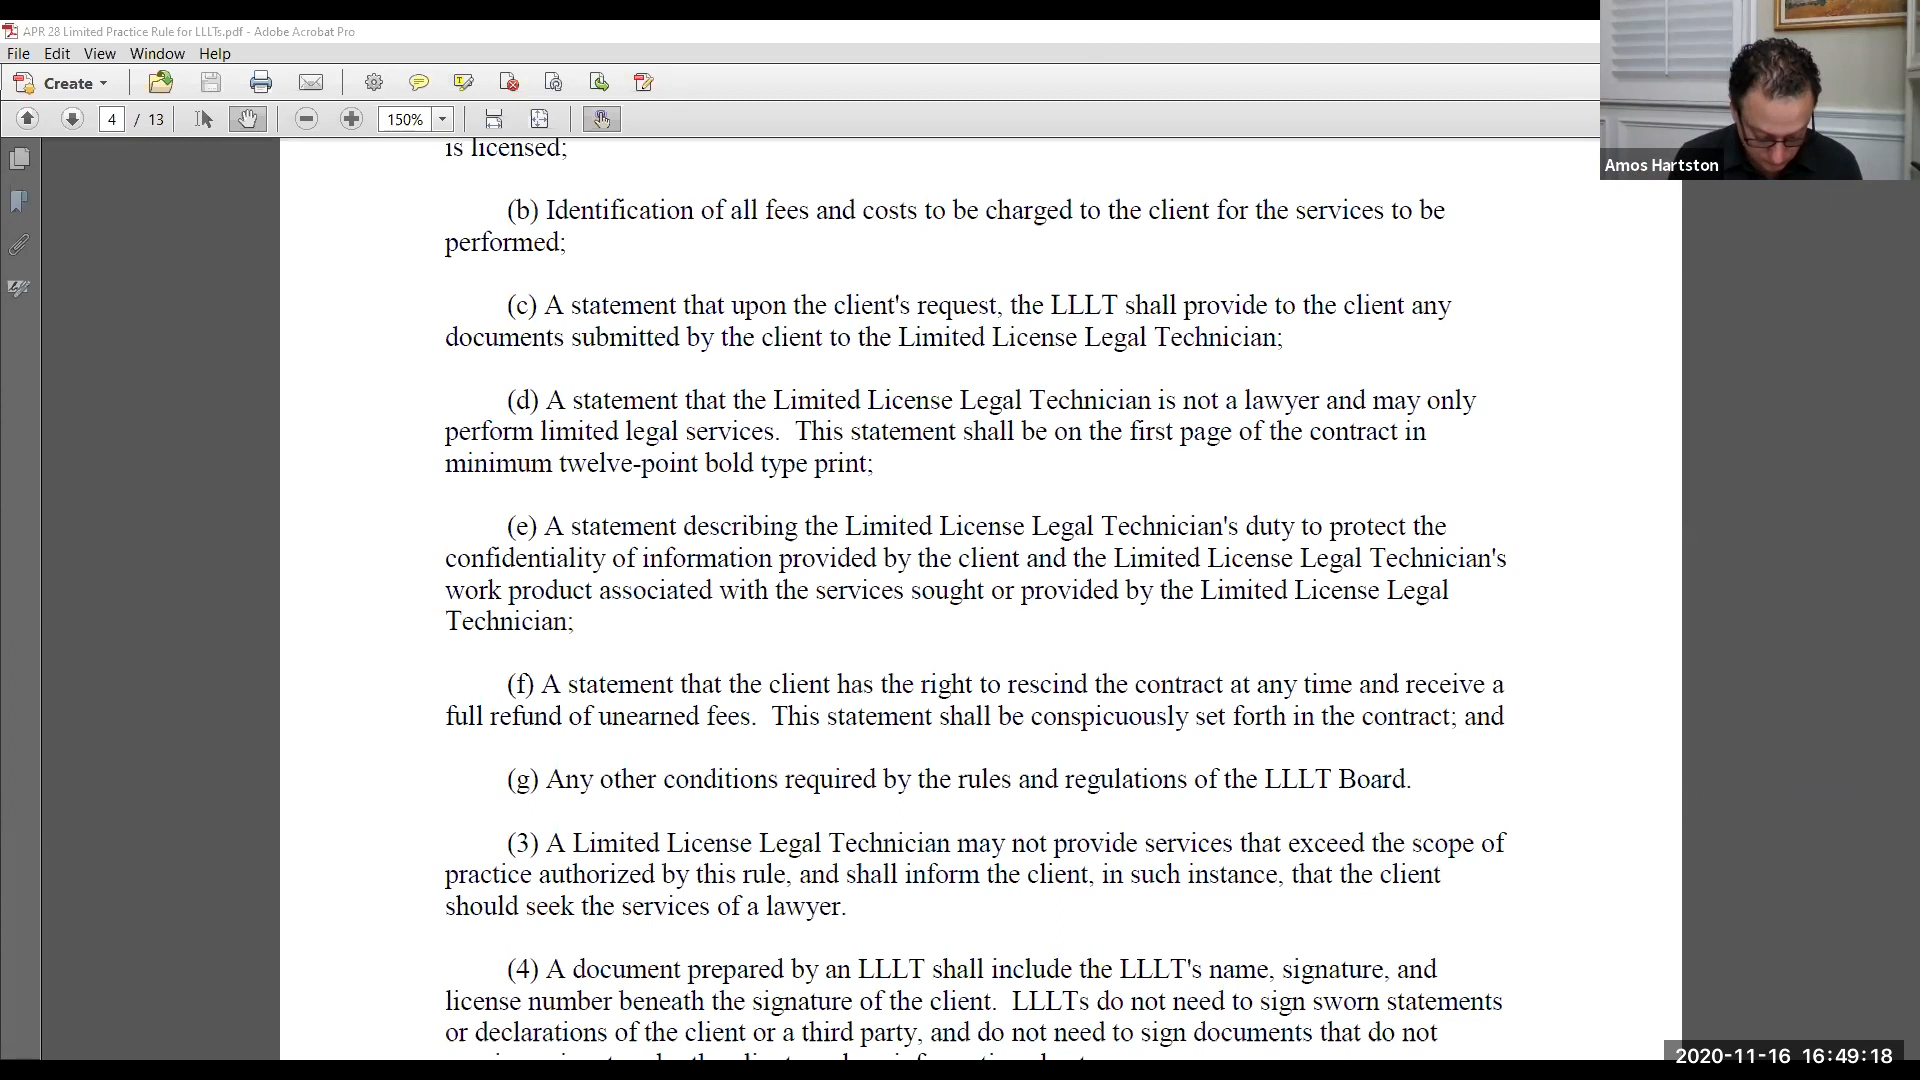 APR 28 Limited Practice Rule for LLLTs.pdf - Adobe Acrobat Pro
File Edit View Window Help
Create
4 / 13 150%
Amos Hartston
is licensed;
(b) Identification of all fees and costs to be charged to the client for the services to be
performed;
(c) A statement that upon the client's request, the LLLT shall provide to the client any
documents submitted by the client to the Limited License Legal Technician;
(d) A statement that the Limited License Legal Technician is not a lawyer and may only
perform limited legal services. This statement shall be on the first page of the contract in
minimum twelve-point bold type print;
(e) A statement describing the Limited License Legal Technician's duty to protect the
confidentiality of information provided by the client and the Limited License Legal Technician's
work product associated with the services sought or provided by the Limited License Legal
Technician;
(f) A statement that the client has the right to rescind the contract at any time and receive a
full refund of unearned fees. This statement shall be conspicuously set forth in the contract; and
(g) Any other conditions required by the rules and regulations of the LLLT Board.
(3) A Limited License Legal Technician may not provide services that exceed the scope of
practice authorized by this rule, and shall inform the client, in such instance, that the client
should seek the services of a lawyer.
(4) A document prepared by an LLLT shall include the LLLT's name, signature, and
license number beneath the signature of the client. LLLTs do not need to sign sworn statements
or declarations of the client or a third party, and do not need to sign documents that do not
2020-11-16 16:49:18